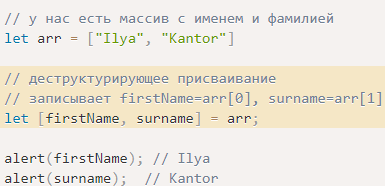 // у нас есть массив с именем и фамилией
let arr = ["Ilya", "Kantor"]
// деструктурирующее присваивание
// записывает firstName=arr[0], surname=arr[1]
let [firstName, surname] = arr;
alert(firstName); // Ilya
alert(surname);  // Kantor